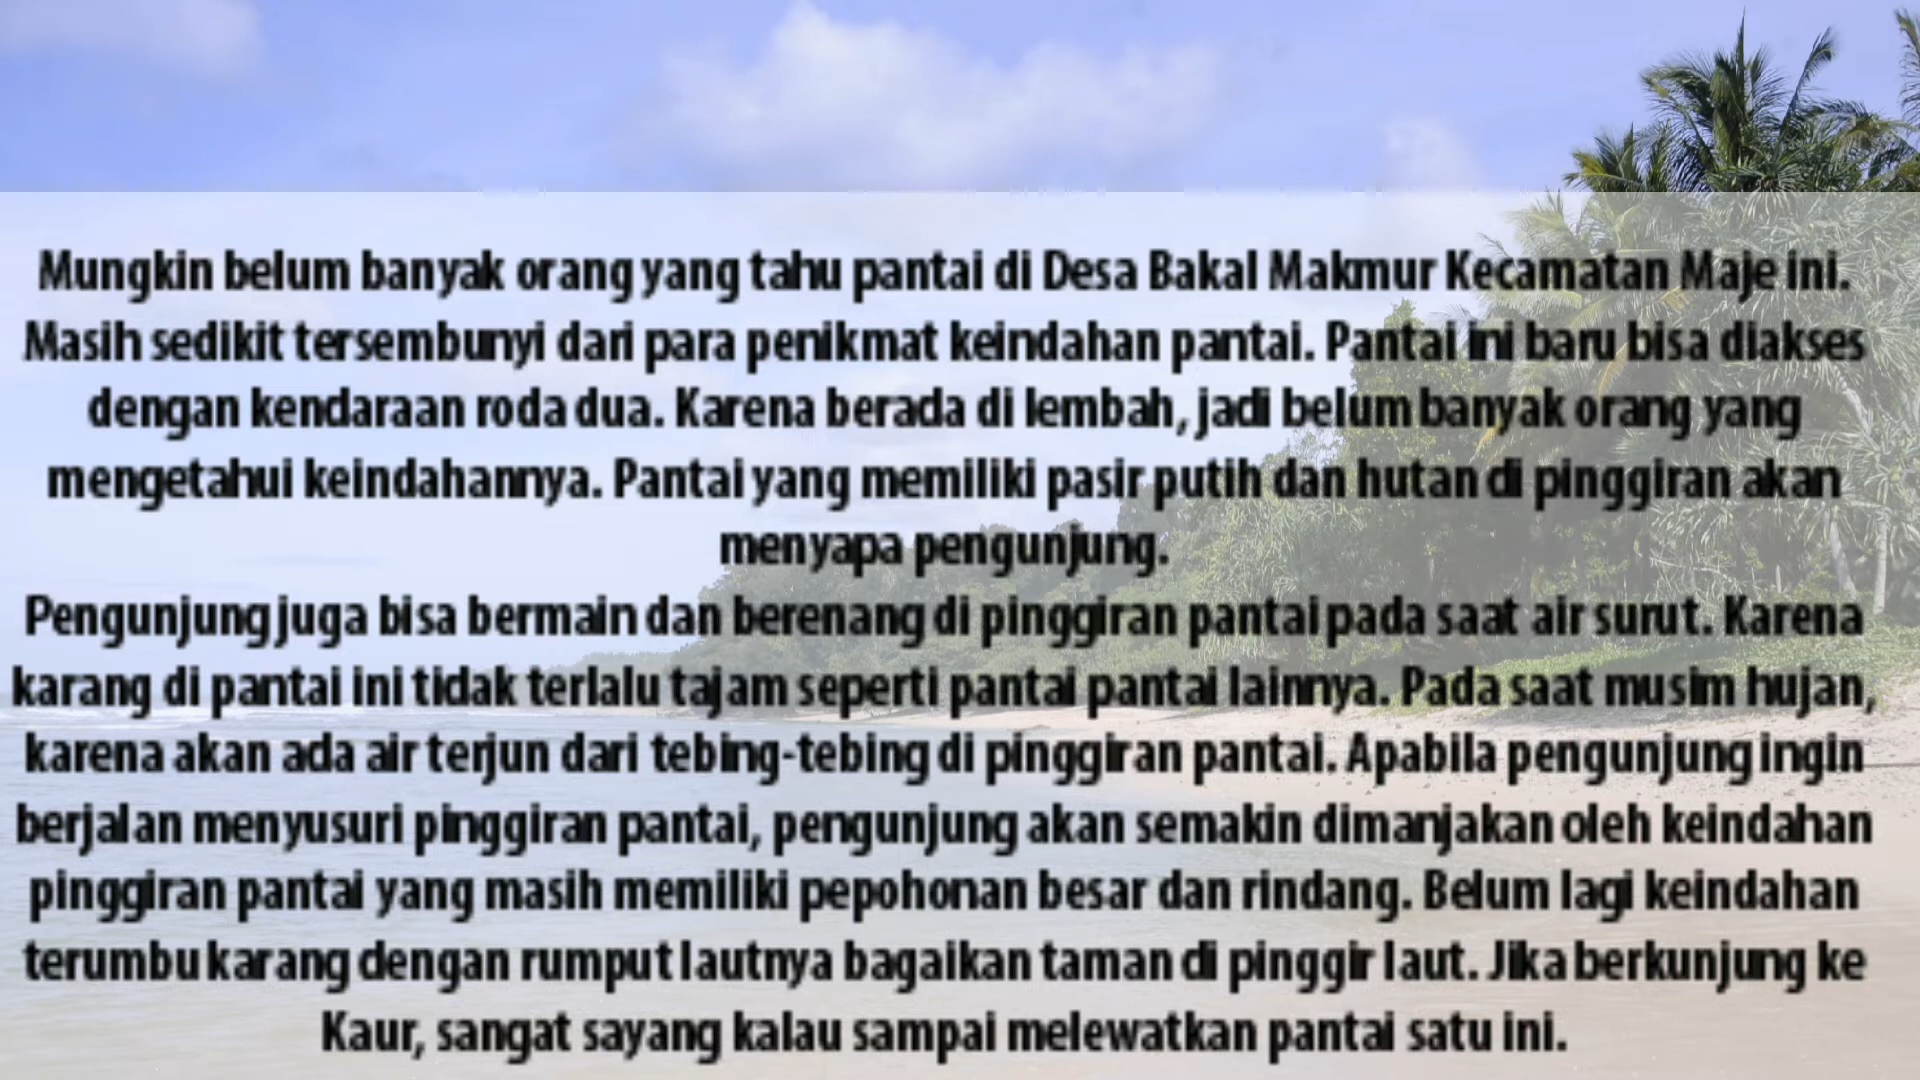 Mungkin belum banyak orang yang tahu pantai di Desa Bakal Makmur Kecamatan Maje ini.
Masih sedikit tersembunyi dari para penikmat keindahan pantai. Pantai ini baru bisa diakses
dengan kendaraan roda dua. Karena berada di lembah, jadi belum banyak orang yang
mengetahui keindahannya. Pantai yang memiliki pasir putih dan hutan di pinggiran akan
menyapa pengunjung.
Pengunjung juga bisa bermain dan berenang di pinggiran pantai pada saat air surut. Karena
karang di pantai ini tidak terlalu tajam seperti pantai pantai lainnya. Pada saat musim hujan,
karena akan ada air terjun dari tebing-tebing di pinggiran pantai. Apabila pengunjung ingin
berjalan menyusuri pinggiran pantai, pengunjung akan semakin dimanjakan oleh keindahan
pinggiran pantai yang masih memiliki pepohonan besar dan rindang. Belum lagi keindahan
terumbu karang dengan rumput lautnya bagaikan taman di pinggir laut. Jika berkunjung ke
Kaur, sangat sayang kalau sampai melewatkan pantai satu ini.